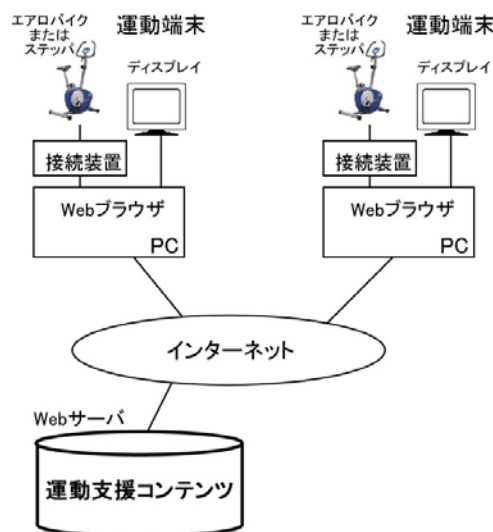 エアロバイク
または
ステッパ
運動端末
ディスプレイ
接続装置
Webブラウザ
PC
エアロバイク
または
ステッパ
運動端末
ディスプレイ
接続装置
Webブラウザ
PC
インターネット
Webサーバ
運動支援コンテンツ